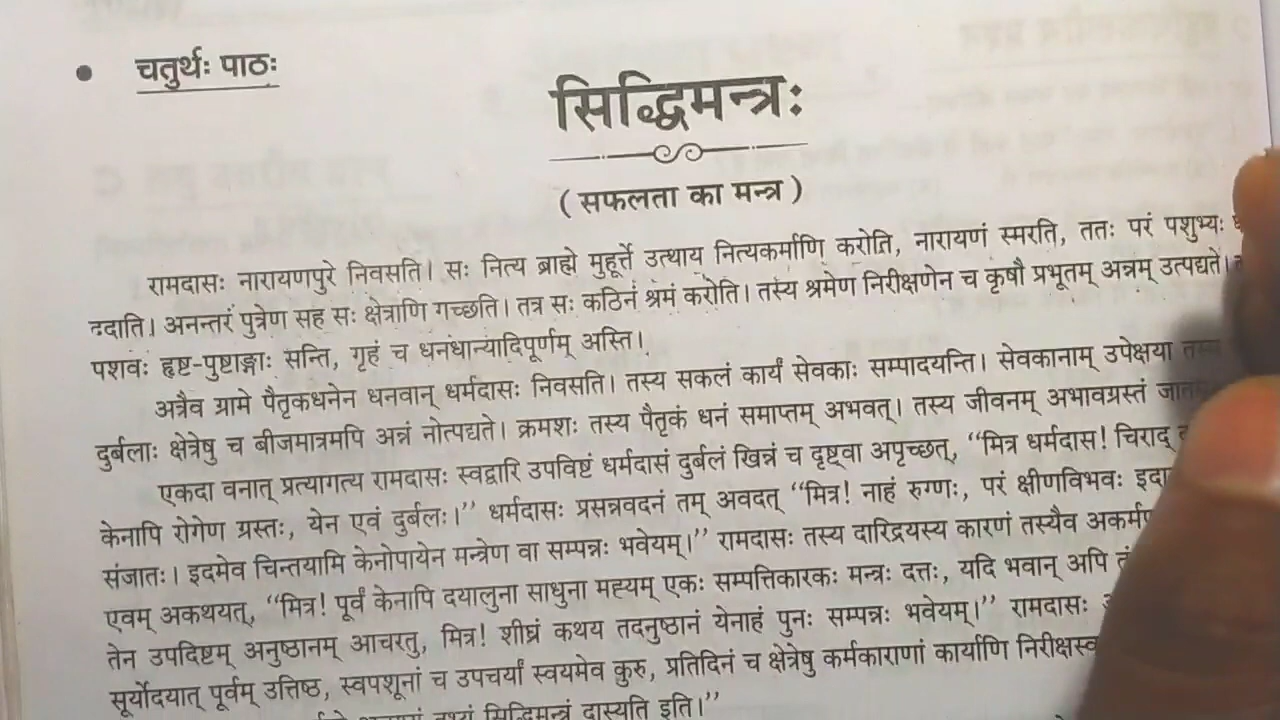 • चतुर्थः पाठः
सिद्धिमन्त्रः
( सफलता का मन्त्र )
रामदासः नारायणपुरे निवसति। सः नित्य ब्राह्मे मुहूर्त्ते उत्थाय नित्यकर्माणि करोति, नारायणं स्मरति, ततः परं पशुभ्यः
ददाति। अनन्तरं पुत्रेण सह सः क्षेत्राणि गच्छति। तत्र सः कठिनं श्रमं करोति। तस्य श्रमेण निरीक्षणेन च कृषौ प्रभूतम् अन्नम् उत्पद्यते।
पशवः हृष्ट-पुष्टाङ्गाः सन्ति, गृहं च धनंधान्यादिपूर्णम् अस्ति।
अत्रैव ग्रामे पैतृकधनेन धनवान् धर्मदासः निवसति। तस्य सकलं कार्यं सेवकाः सम्पादयन्ति। सेवकानाम् उपेक्षया तस्य
दुर्बलाः क्षेत्रेषु च बीजमात्रमपि अन्नं नोत्पद्यते। क्रमशः तस्य पैतृकं धनं समाप्तम् अभवत्। तस्य जीवनम् अभावग्रस्तं
एकदा वनात् प्रत्यागत्य रामदासः स्वद्वारि उपविष्टं धर्मदासं दुर्बलं खिन्नं च दृष्ट्वा अपृच्छत्, “मित्र धर्मदास! चिराद्
केनापि रोगेण ग्रस्तः, येन एवं दुर्बलः।” धर्मदासः प्रसन्नवदनं तम् अवदत् “मित्र! नाहं रुग्णः, परं क्षीणविभवः
संजातः। इदमेव चिन्तयामि केनोपायेन मन्त्रेण वा सम्पन्नः भवेयम्।” रामदासः तस्य दारिद्रयस्य कारणं तस्यैव
एवम् अकथयत्, “मित्र! पूर्वं केनापि दयालुना साधुना मह्यम् एकः सम्पत्तिकारकः मन्त्रः दत्तः, यदि भवान् अपि तं
तेन उपदिष्टम् अनुष्ठानम् आचरतु, मित्र! शीघ्रं कथय तदनुष्ठानं येनाहं पुनः सम्पन्नः भवेयम्।” रामदासः
सूर्योदयात् पूर्वम् उत्तिष्ठ, स्वपशूनां च उपचर्यां स्वयमेव कुरु, प्रतिदिनं च क्षेत्रेषु कर्मकाराणां कार्याणि निरीक्षस्व
सिद्धिमन्त्रं दास्यति इति।”